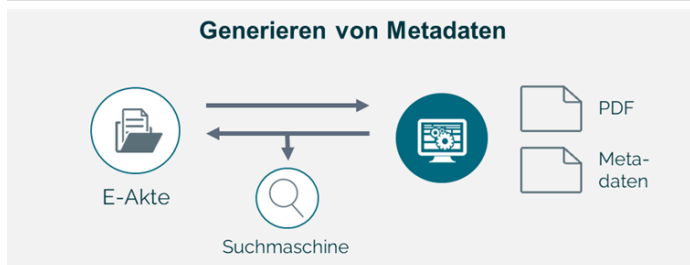 Generieren von Metadaten
PDF
Meta-
daten
E-Akte
Suchmaschine